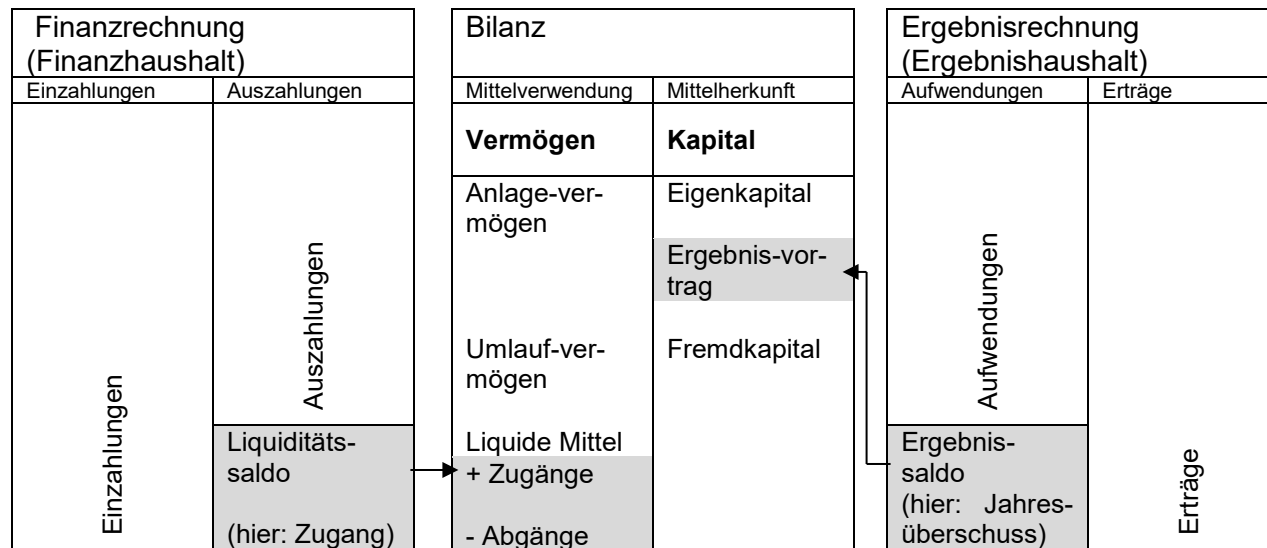 Finanzrechnung
(Finanzhaushalt)
Einzahlungen
Auszahlungen
Einzahlungen
Auszahlungen
Liquiditäts-
saldo
(hier: Zugang)
Bilanz
Mittelverwendung
Mittelherkunft
Vermögen
Kapital
Anlage-ver-
mögen
Umlauf-ver-
mögen
Liquide Mittel
+ Zugänge
- Abgänge
Eigenkapital
Ergebnis-vor-
trag
Fremdkapital
Ergebnisrechnung
(Ergebnishaushalt)
Aufwendungen
Erträge
Aufwendungen
Ergebnis-
saldo
(hier: Jahres-
überschuss)
Erträge